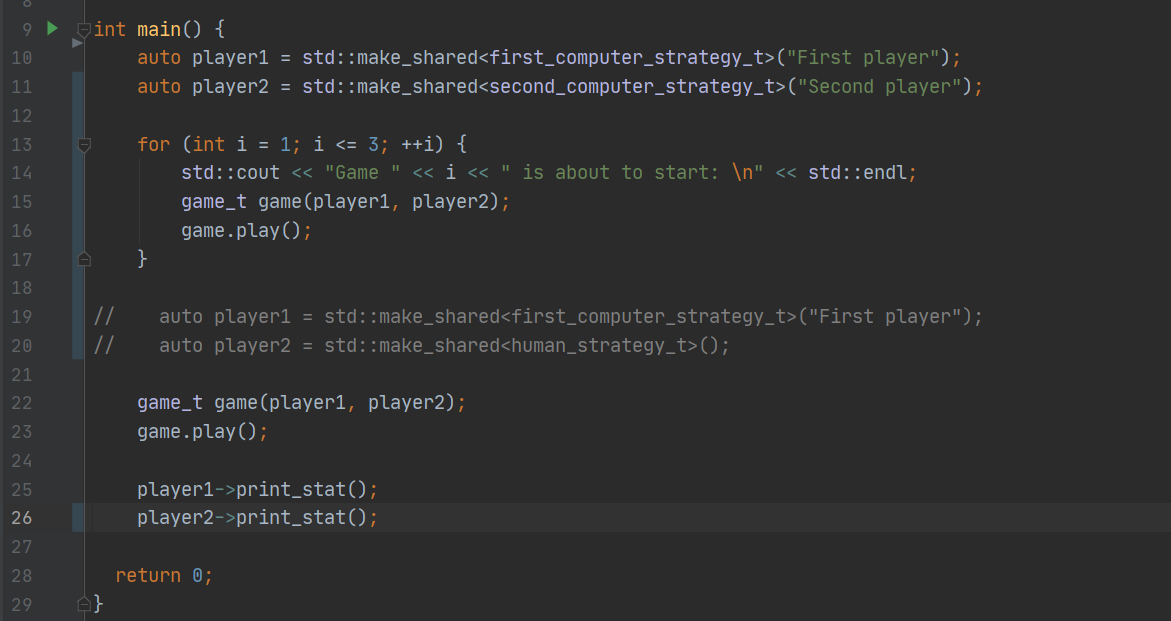 8
9 int main() {
10     auto player1 = std::make_shared<first_computer_strategy_t>("First player");
11     auto player2 = std::make_shared<second_computer_strategy_t>("Second player");
12
13     for (int i = 1; i <= 3; ++i) {
14         std::cout << "Game " << i << " is about to start: \n" << std::endl;
15         game_t game(player1, player2);
16         game.play();
17     }
18
19 //    auto player1 = std::make_shared<first_computer_strategy_t>("First player");
20 //    auto player2 = std::make_shared<human_strategy_t>();
21
22     game_t game(player1, player2);
23     game.play();
24
25     player1->print_stat();
26     player2->print_stat();
27
28   return 0;
29 }